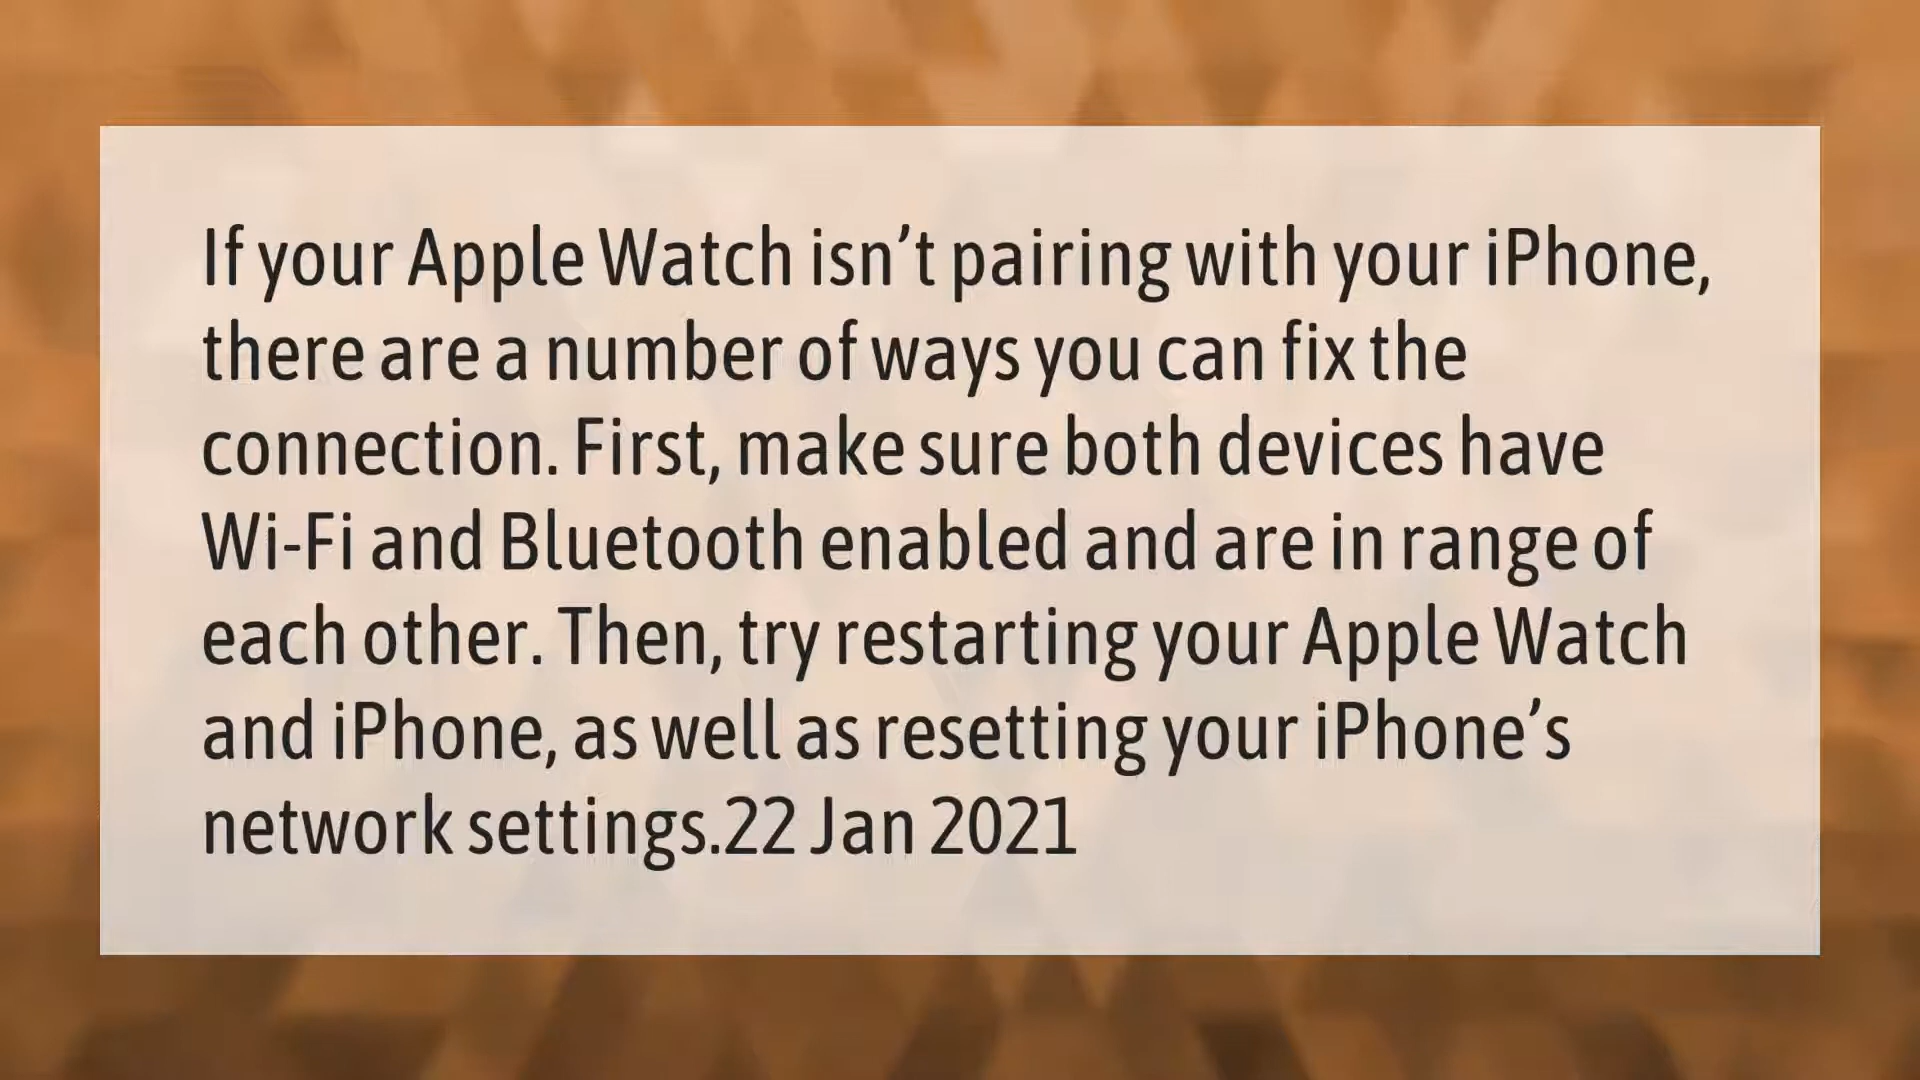 If your Apple Watch isn’t pairing with your iPhone,
there are a number of ways you can fix the
connection. First, make sure both devices have
Wi-Fi and Bluetooth enabled and are in range of
each other. Then, try restarting your Apple Watch
and iPhone, as well as resetting your iPhone’s
network settings.22 Jan 2021